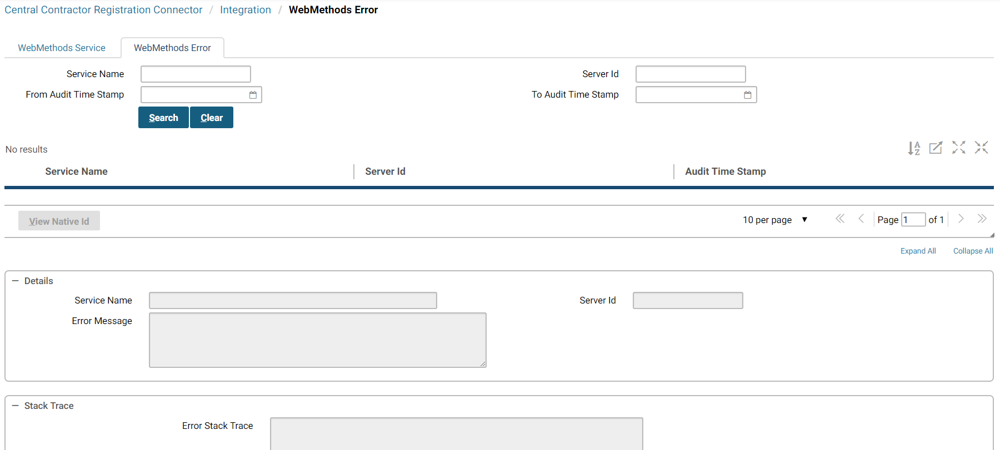 Central Contractor Registration Connector / Integration / WebMethods Error
WebMethods Service WebMethods Error
Service Name Server Id
From Audit Time Stamp To Audit Time Stamp
Search Clear
No results
Service Name Server Id Audit Time Stamp
View Native Id 10 per page Page 1 of 1
Expand All Collapse All
Details
Service Name Server Id
Error Message
Stack Trace
Error Stack Trace